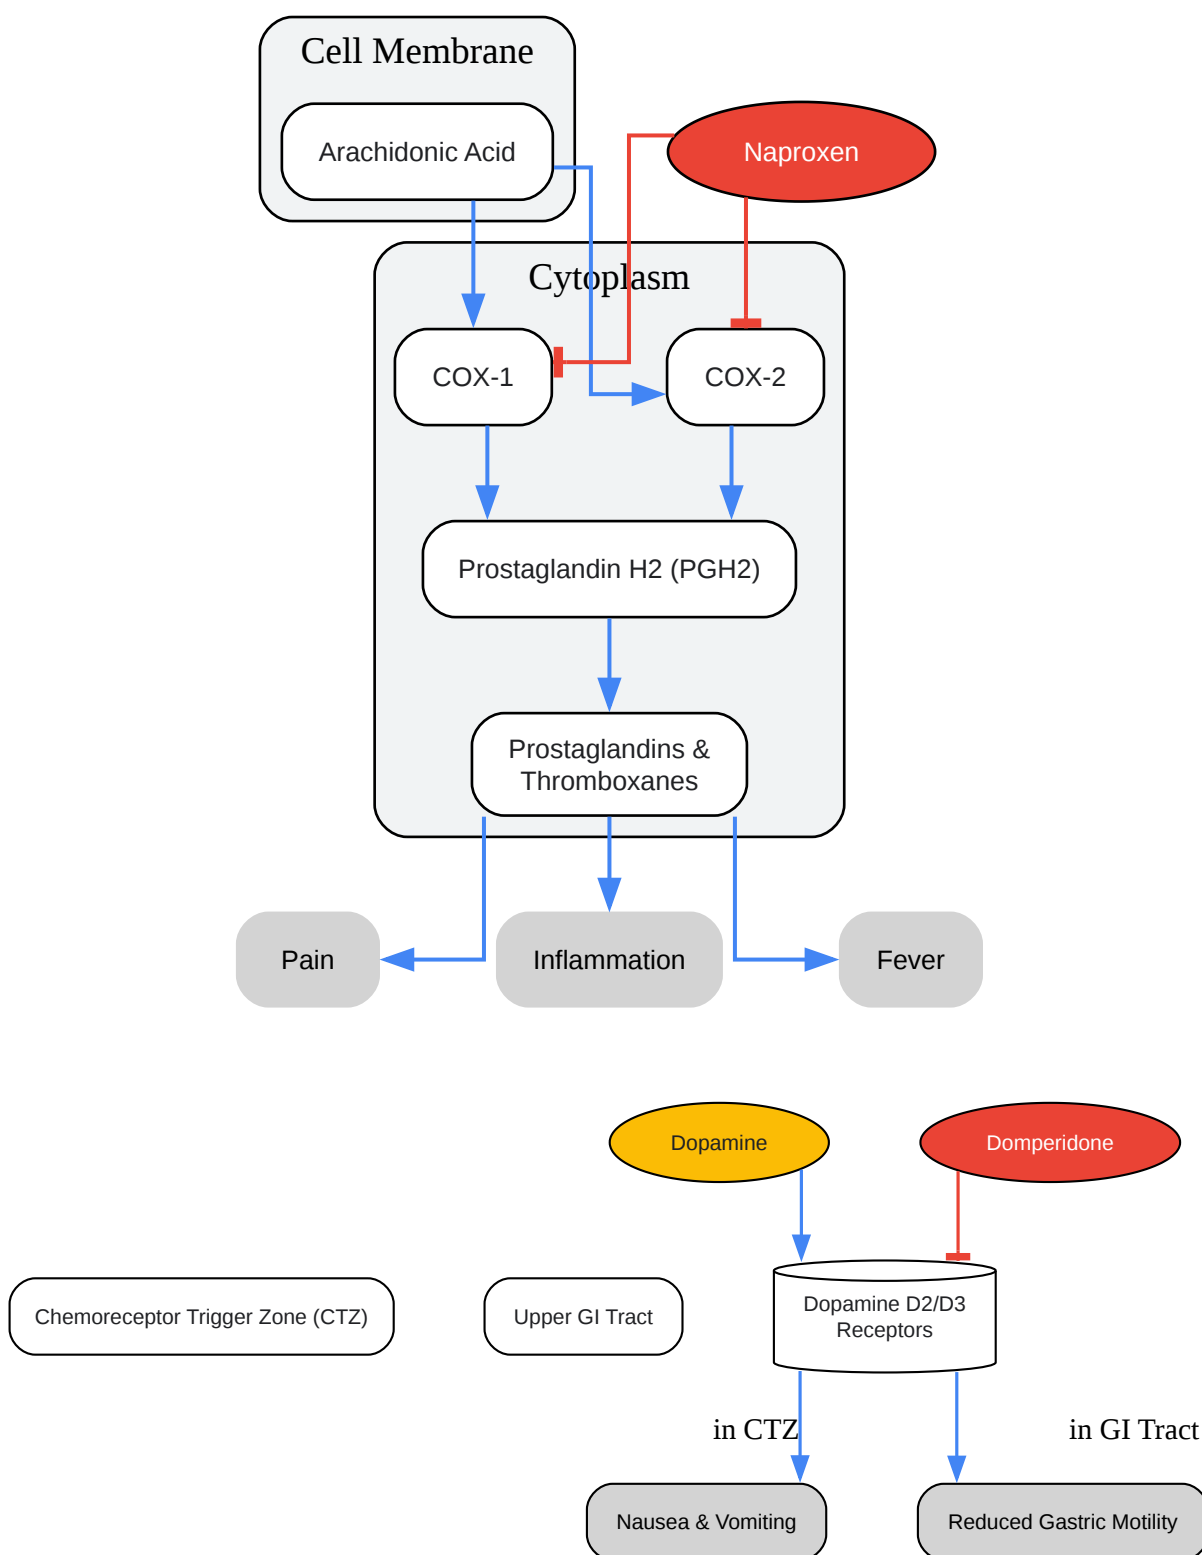 Cell Membrane
Arachidonic Acid
Naproxen
Cytoplasm
COX-1
COX-2
Prostaglandin H2 (PGH2)
Prostaglandins &
Thromboxanes
Pain
Inflammation
Fever
Dopamine
Domperidone
Chemoreceptor Trigger Zone (CTZ)
Upper GI Tract
Dopamine D2/D3
Receptors
in CTZ
in GI Tract
Nausea & Vomiting
Reduced Gastric Motility